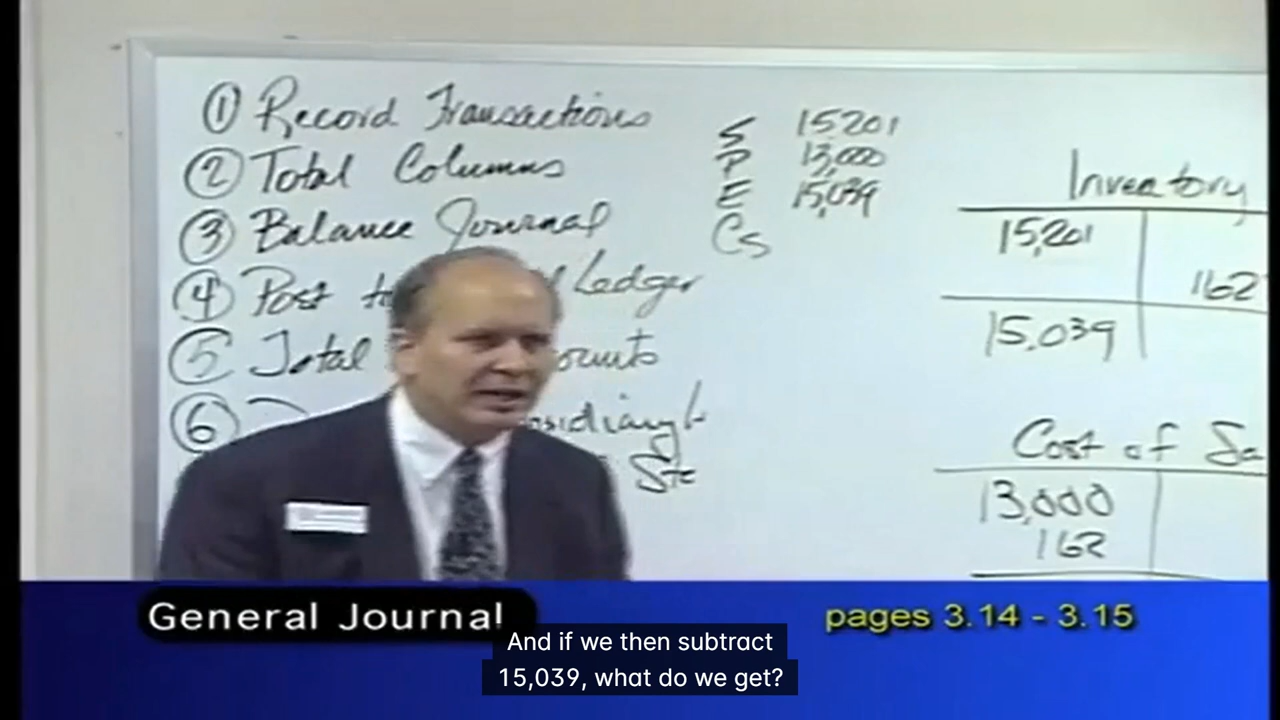 ① Record Transactions
② Total Columns
③ Balance Journal
④ Post Ledger
⑤ Total
⑥
Ste
S 15201
P 13,000
E 15,039
Cs
Inventory
15,201
162
15,039
Cost of Sa
13,000
162
General Journal
pages 3.14 - 3.15
And if we then subtract
15,039, what do we get?